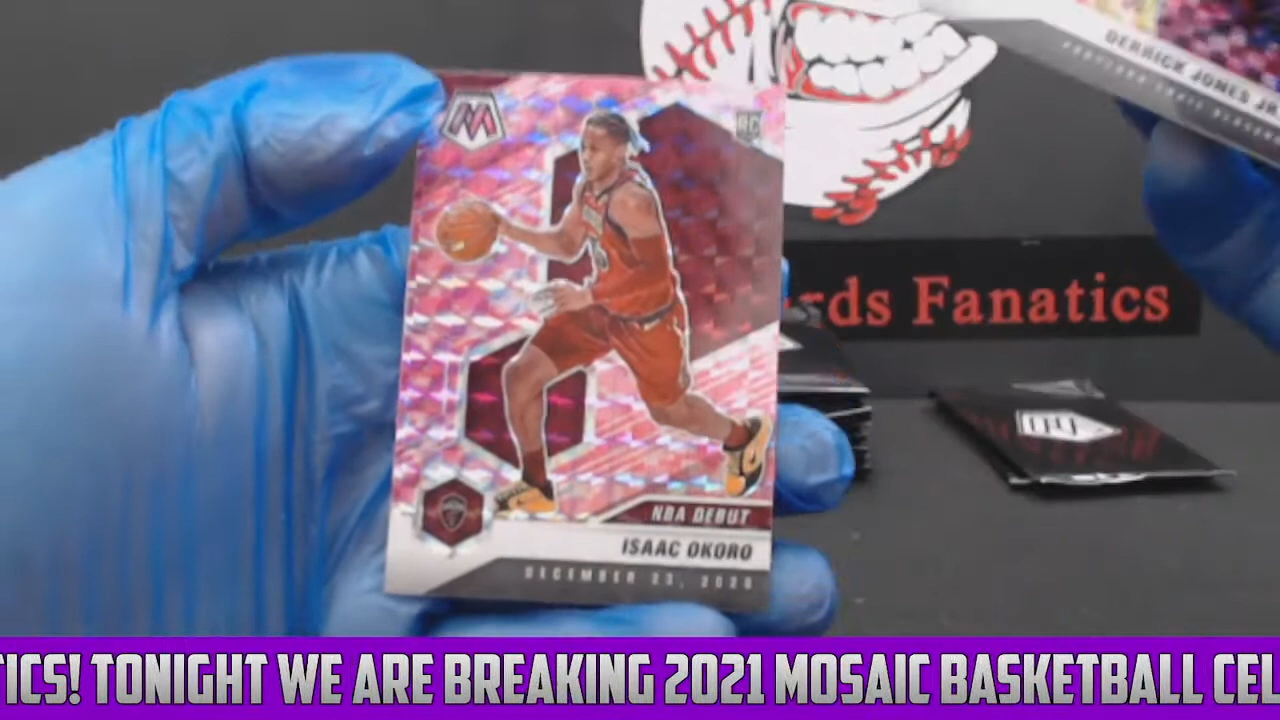 DERRICK JONES JR
RC
NBA DEBUT
ISAAC OKORO
DECEMBER 23, 2020
rds Fanatics
TICS! TONIGHT WE ARE BREAKING 2021 MOSAIC BASKETBALL CEL